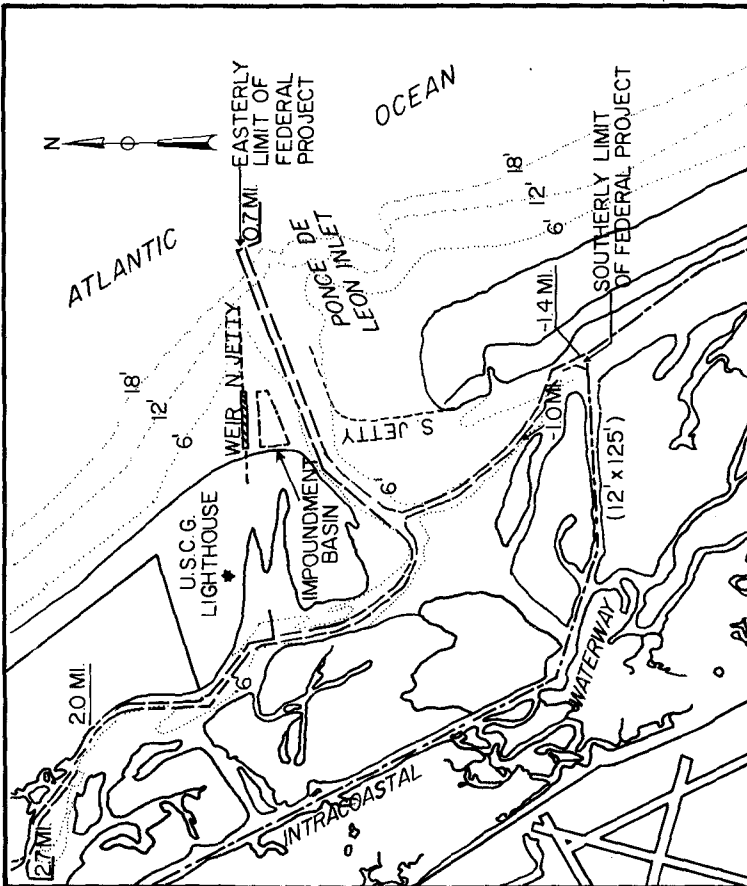 N
EASTERLY
LIMIT OF
FEDERAL
PROJECT
0.7 MI.
ATLANTIC
OCEAN
18'
12'
6'
WEIR
N. JETTY
PONCE DE
LEON INLET
U.S.C.G.
LIGHTHOUSE
IMPOUNDMENT
BASIN
6'
S JETTY
18'
12'
6'
SOUTHERLY LIMIT
OF FEDERAL PROJECT
-1.4 MI.
-1.0 MI.
(12' x 125')
2.0 MI.
6'
2.7 MI.
INTRACOASTAL
WATERWAY